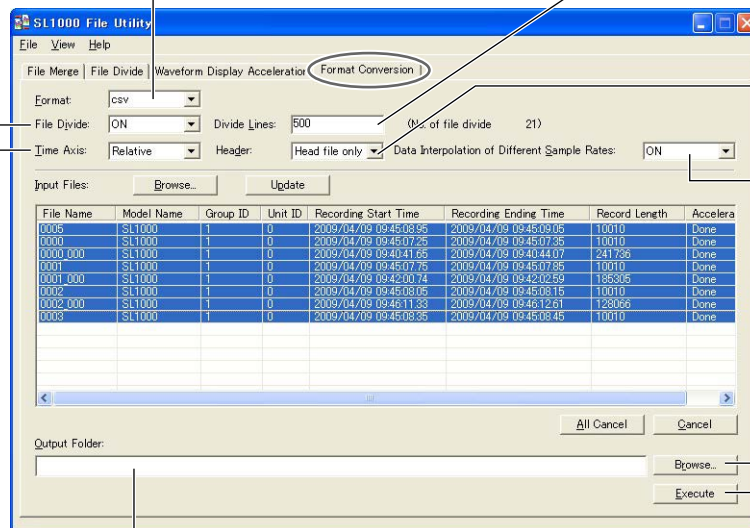 SL1000 File Utility
File View Help
File Merge File Divide Waveform Display Acceleration Format Conversion
Format: csv
File Divide: ON Divide Lines: 500 (No. of file divide 21)
Time Axis: Relative Header: Head file only Data Interpolation of Different Sample Rates: ON
Input Files: Browse... Update
File Name Model Name Group ID Unit ID Recording Start Time Recording Ending Time Record Length Accelera
0005 SL1000 1 0 2009/04/09 09:45:08.95 2009/04/09 09:45:09.05 10010 Done
0000 SL1000 1 0 2009/04/09 09:45:07.25 2009/04/09 09:45:07.35 10010 Done
0000_000 SL1000 1 0 2009/04/09 09:40:41.65 2009/04/09 09:40:44.07 241736 Done
0001 SL1000 1 0 2009/04/09 09:45:07.75 2009/04/09 09:45:07.85 10010 Done
0001_000 SL1000 1 0 2009/04/09 09:42:00.74 2009/04/09 09:42:02.59 185305 Done
0002 SL1000 1 0 2009/04/09 09:45:08.05 2009/04/09 09:45:08.15 10010 Done
0002_000 SL1000 1 0 2009/04/09 09:46:11.33 2009/04/09 09:46:12.61 128066 Done
0003 SL1000 1 0 2009/04/09 09:45:08.35 2009/04/09 09:45:08.45 10010 Done
All Cancel Cancel
Output Folder:
Browse...
Execute